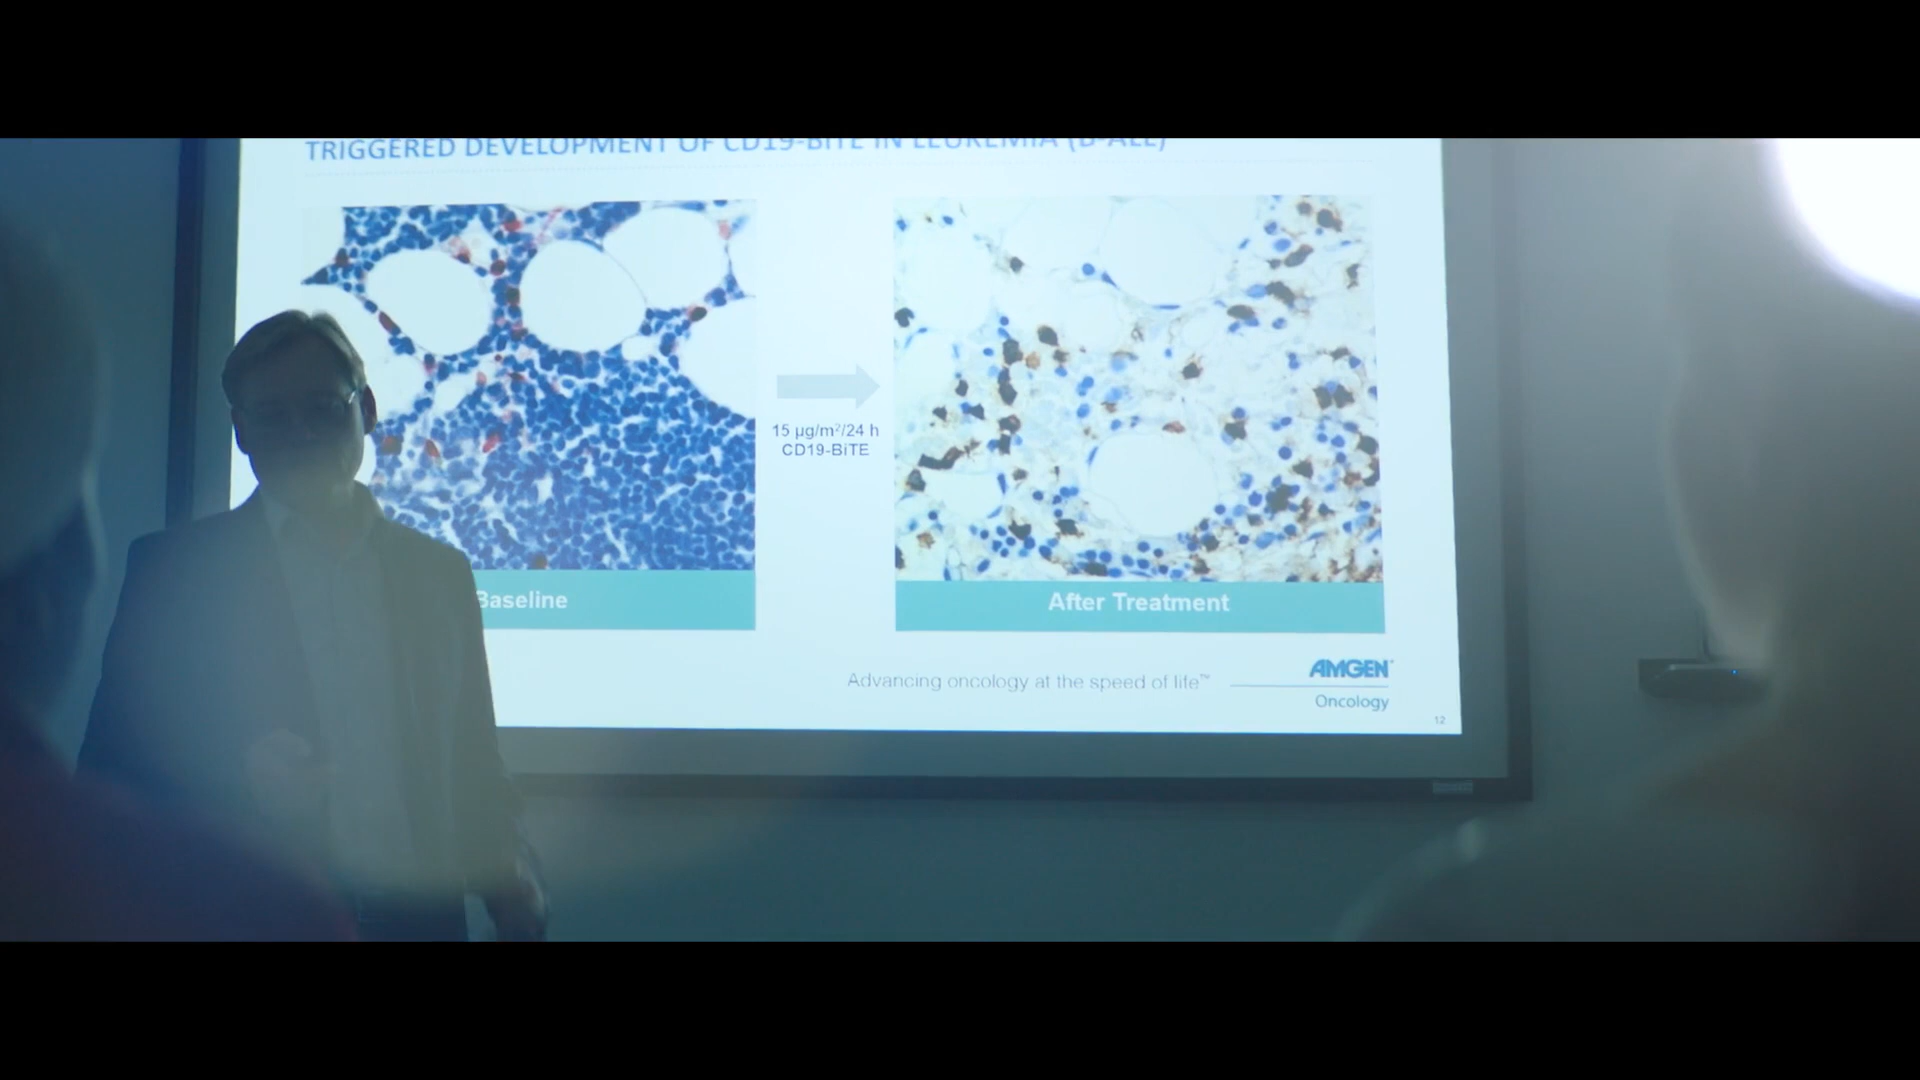 TRIGGERED DEVELOPMENT OF CD19-BiTE IN LEUKEMIA (B-ALL)
15 µg/m²/24 h
CD19-BiTE
Baseline
After Treatment
Advancing oncology at the speed of life™
AMGEN®
Oncology
12